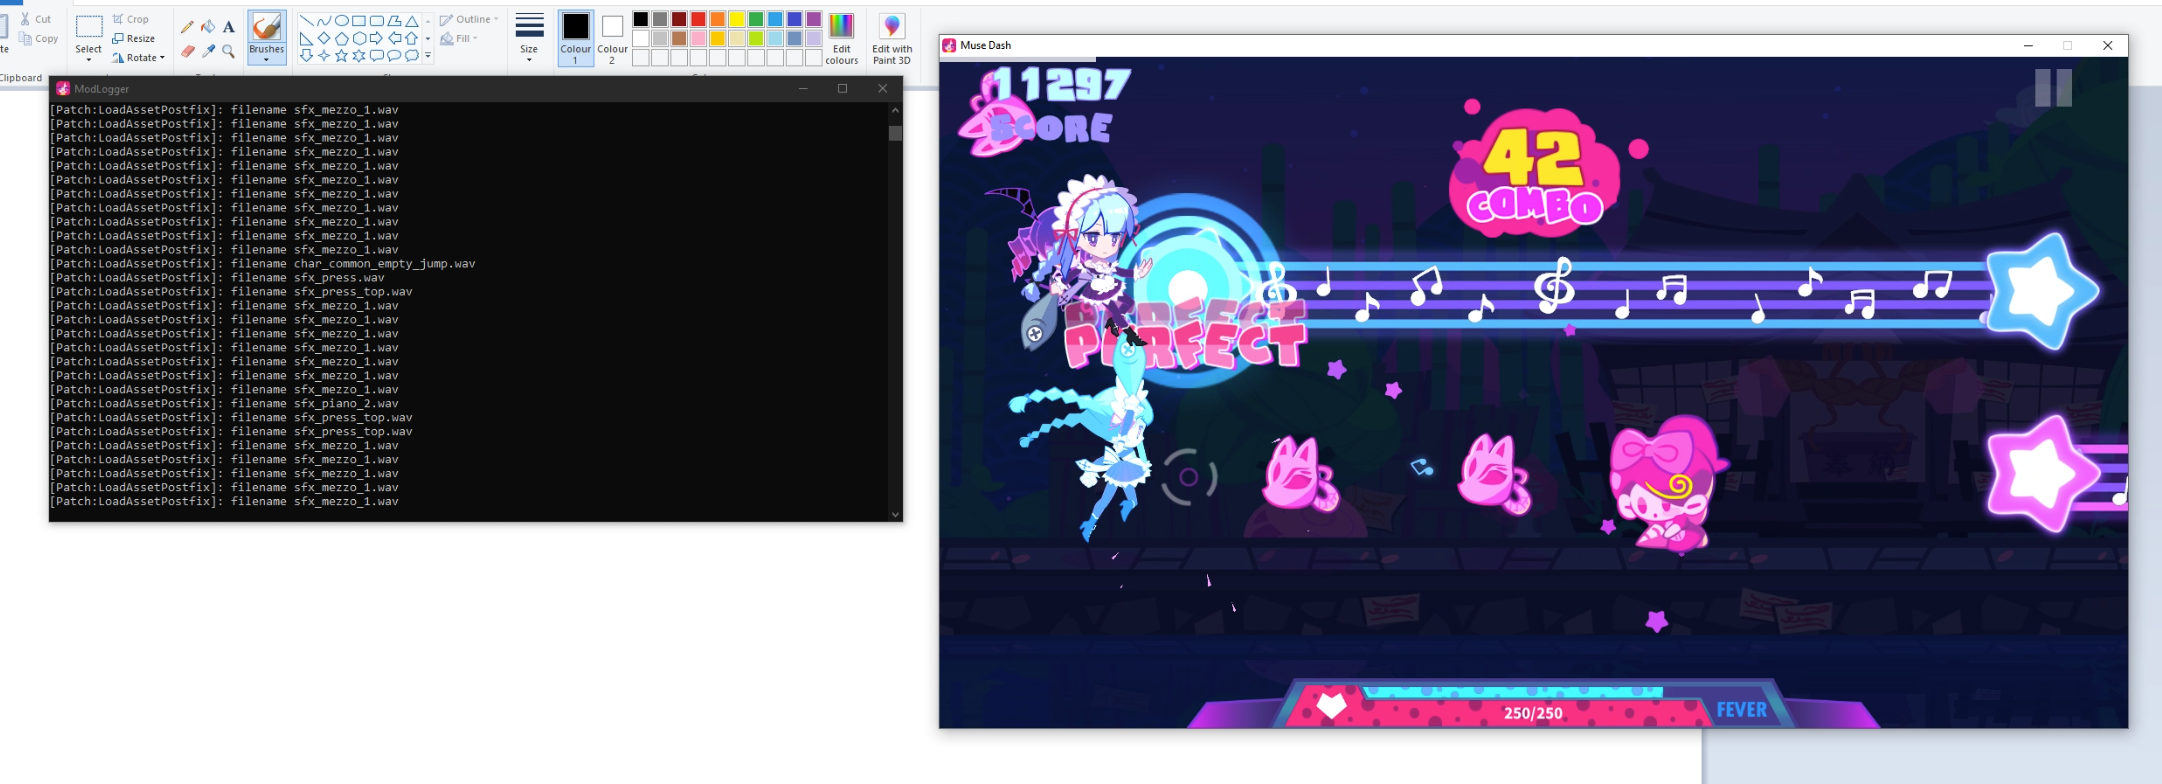 Cut
Copy
te
Clipboard
Select
Crop
Resize
Rotate
A
Brushes
Outline
Fill
Size
Colour
1
Colour
2
Edit
colours
Edit with
Paint 3D
ModLogger
[Patch:LoadAssetPostfix]: filename sfx_mezzo_1.wav
[Patch:LoadAssetPostfix]: filename sfx_mezzo_1.wav
[Patch:LoadAssetPostfix]: filename sfx_mezzo_1.wav
[Patch:LoadAssetPostfix]: filename sfx_mezzo_1.wav
[Patch:LoadAssetPostfix]: filename sfx_mezzo_1.wav
[Patch:LoadAssetPostfix]: filename sfx_mezzo_1.wav
[Patch:LoadAssetPostfix]: filename sfx_mezzo_1.wav
[Patch:LoadAssetPostfix]: filename sfx_mezzo_1.wav
[Patch:LoadAssetPostfix]: filename sfx_mezzo_1.wav
[Patch:LoadAssetPostfix]: filename sfx_mezzo_1.wav
[Patch:LoadAssetPostfix]: filename sfx_mezzo_1.wav
[Patch:LoadAssetPostfix]: filename char_common_empty_jump.wav
[Patch:LoadAssetPostfix]: filename sfx_press.wav
[Patch:LoadAssetPostfix]: filename sfx_press_top.wav
[Patch:LoadAssetPostfix]: filename sfx_mezzo_1.wav
[Patch:LoadAssetPostfix]: filename sfx_mezzo_1.wav
[Patch:LoadAssetPostfix]: filename sfx_mezzo_1.wav
[Patch:LoadAssetPostfix]: filename sfx_mezzo_1.wav
[Patch:LoadAssetPostfix]: filename sfx_mezzo_1.wav
[Patch:LoadAssetPostfix]: filename sfx_mezzo_1.wav
[Patch:LoadAssetPostfix]: filename sfx_mezzo_1.wav
[Patch:LoadAssetPostfix]: filename sfx_piano_2.wav
[Patch:LoadAssetPostfix]: filename sfx_press_top.wav
[Patch:LoadAssetPostfix]: filename sfx_press_top.wav
[Patch:LoadAssetPostfix]: filename sfx_mezzo_1.wav
[Patch:LoadAssetPostfix]: filename sfx_mezzo_1.wav
[Patch:LoadAssetPostfix]: filename sfx_mezzo_1.wav
[Patch:LoadAssetPostfix]: filename sfx_mezzo_1.wav
[Patch:LoadAssetPostfix]: filename sfx_mezzo_1.wav
Muse Dash
11297
SCORE
42
COMBO
PERFECT
PERFECT
250/250
FEVER